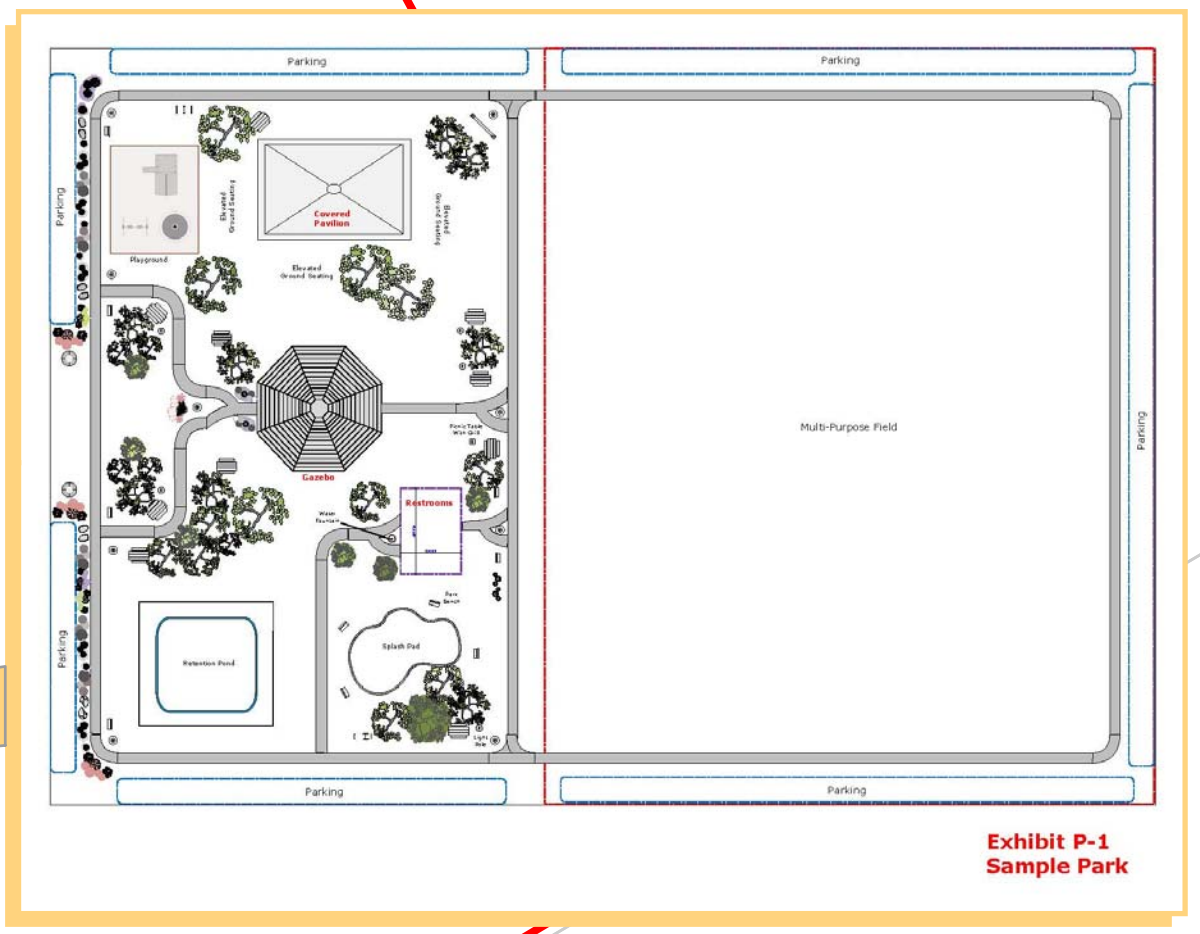 Parking
Parking
Parking
Elevated
Ground Seating
Covered
Pavilion
Elevated
Ground Seating
Playground
Elevated
Ground Seating
Picnic Table
With Grill
Multi-Purpose Field
Parking
Gazebo
Restrooms
Water
Fountain
Park
Bench
Parking
Retention Pond
Splash Pad
Light
Pole
Parking
Parking
Exhibit P-1
Sample Park